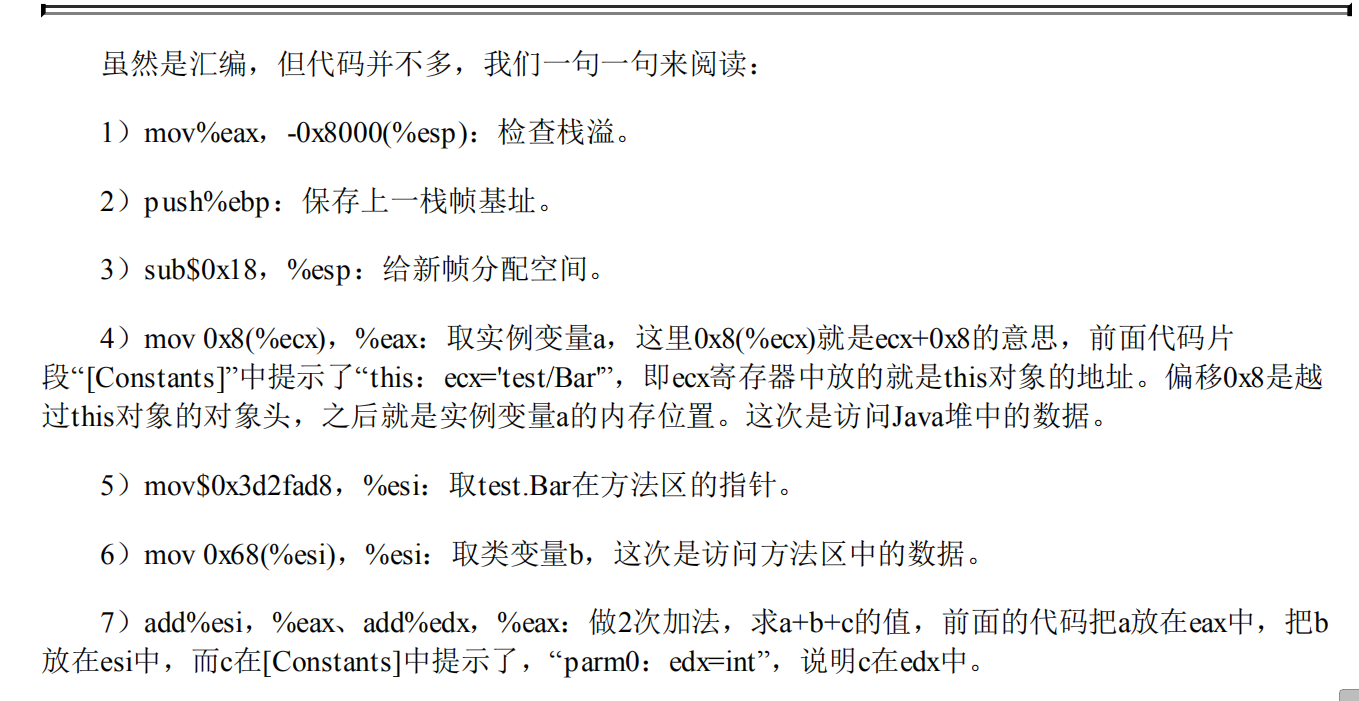 虽然是汇编，但代码并不多，我们一句一句来阅读：
1）mov%eax，-0x8000(%esp)：检查栈溢。
2）push%ebp：保存上一栈帧基址。
3）sub$0x18，%esp：给新帧分配空间。
4）mov 0x8(%ecx)，%eax：取实例变量a，这里0x8(%ecx)就是ecx+0x8的意思，前面代码片
段“[Constants]”中提示了“this：ecx='test/Bar'”，即ecx寄存器中放的就是this对象的地址。偏移0x8是越
过this对象的对象头，之后就是实例变量a的内存位置。这次是访问Java堆中的数据。
5）mov$0x3d2fad8，%esi：取test.Bar在方法区的指针。
6）mov 0x68(%esi)，%esi：取类变量b，这次是访问方法区中的数据。
7）add%esi，%eax、add%edx，%eax：做2次加法，求a+b+c的值，前面的代码把a放在eax中，把b
放在esi中，而c在[Constants]中提示了，“parm0：edx=int”，说明c在edx中。